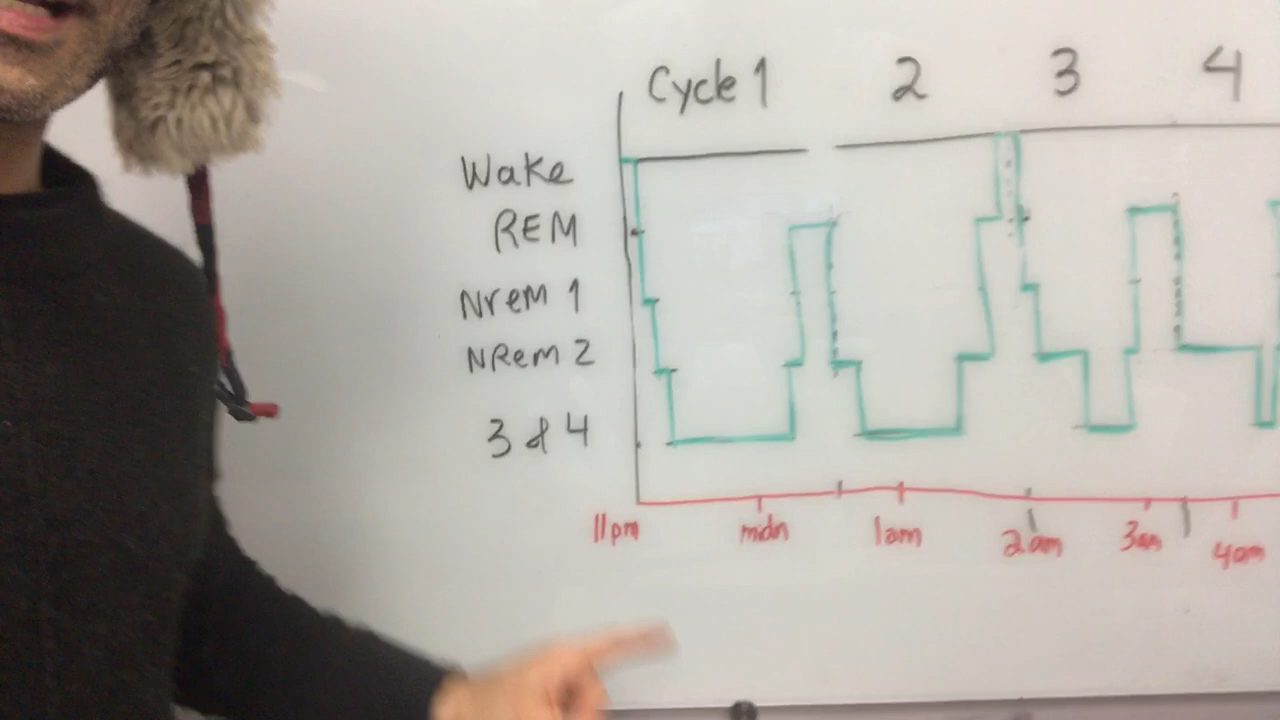 Cycle 1 2 3 4
Wake
REM
Nrem 1
NRem 2
3 & 4
11pm midn 1am 2am 3am 4am